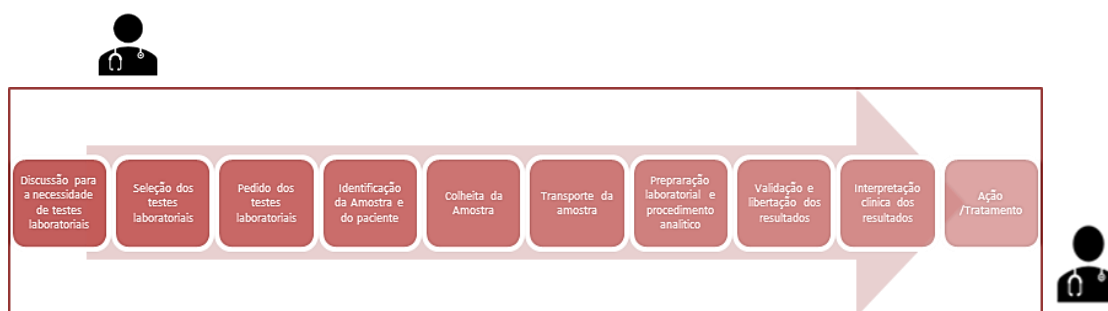 Discussão para
a necessidade
de testes
laboratoriais
Seleção dos
testes
laboratoriais
Pedido dos
testes
laboratoriais
Identificação
da Amostra e
do paciente
Colheita da
Amostra
Transporte da
amostra
Prepraração
laboratorial e
procedimento
analítico
Validação e
libertação dos
resultados
Interpretação
clínica dos
resultados
Ação
/Tratamento